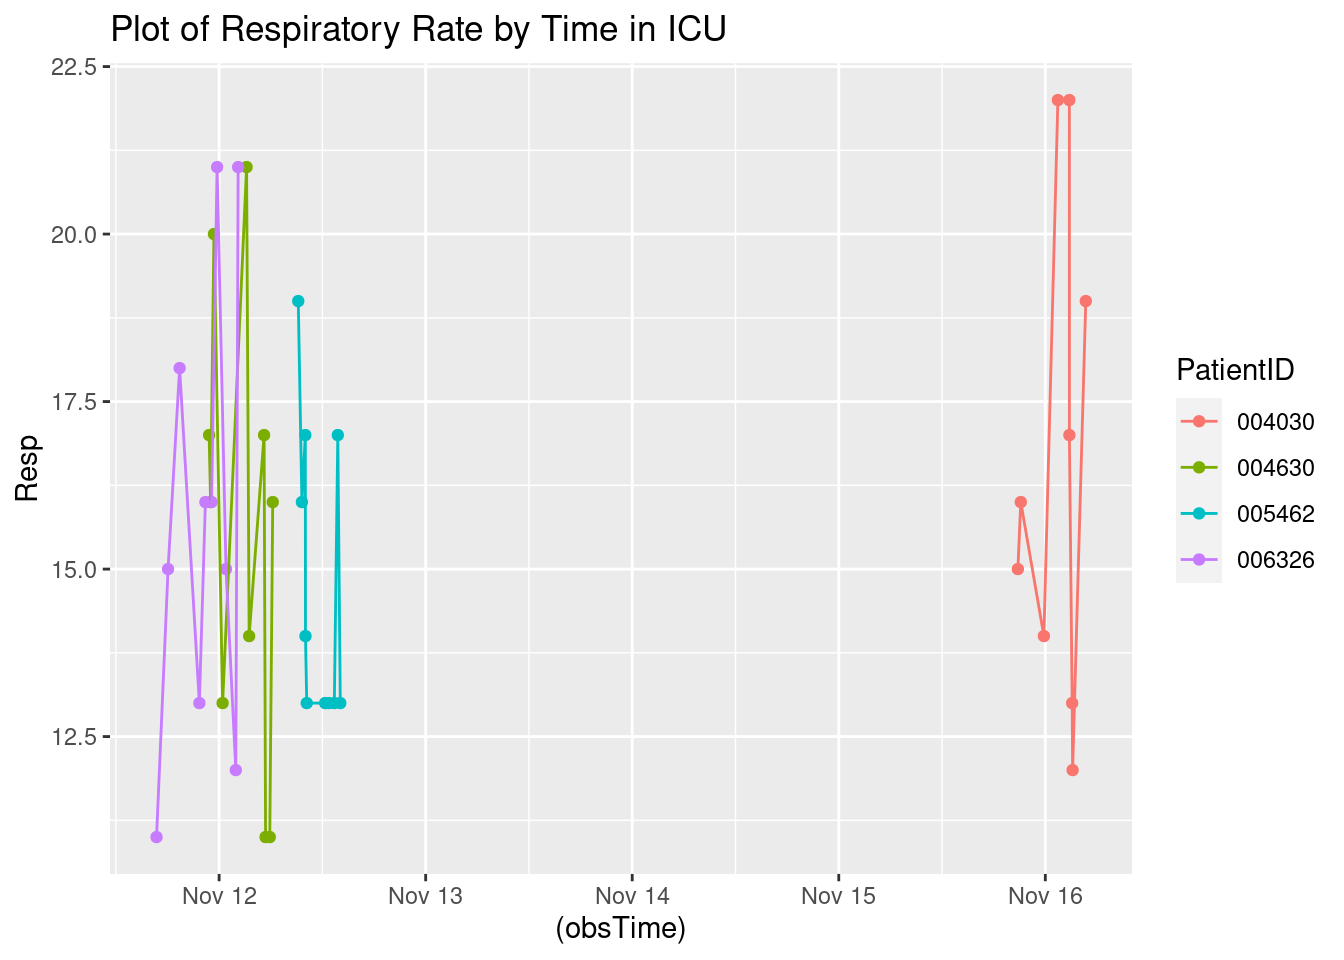 Plot of Respiratory Rate by Time in ICU
22.5
20.0
17.5
15.0
12.5
Resp
Nov 12
Nov 13
Nov 14
Nov 15
Nov 16
(obsTime)
PatientID
004030
004630
005462
006326